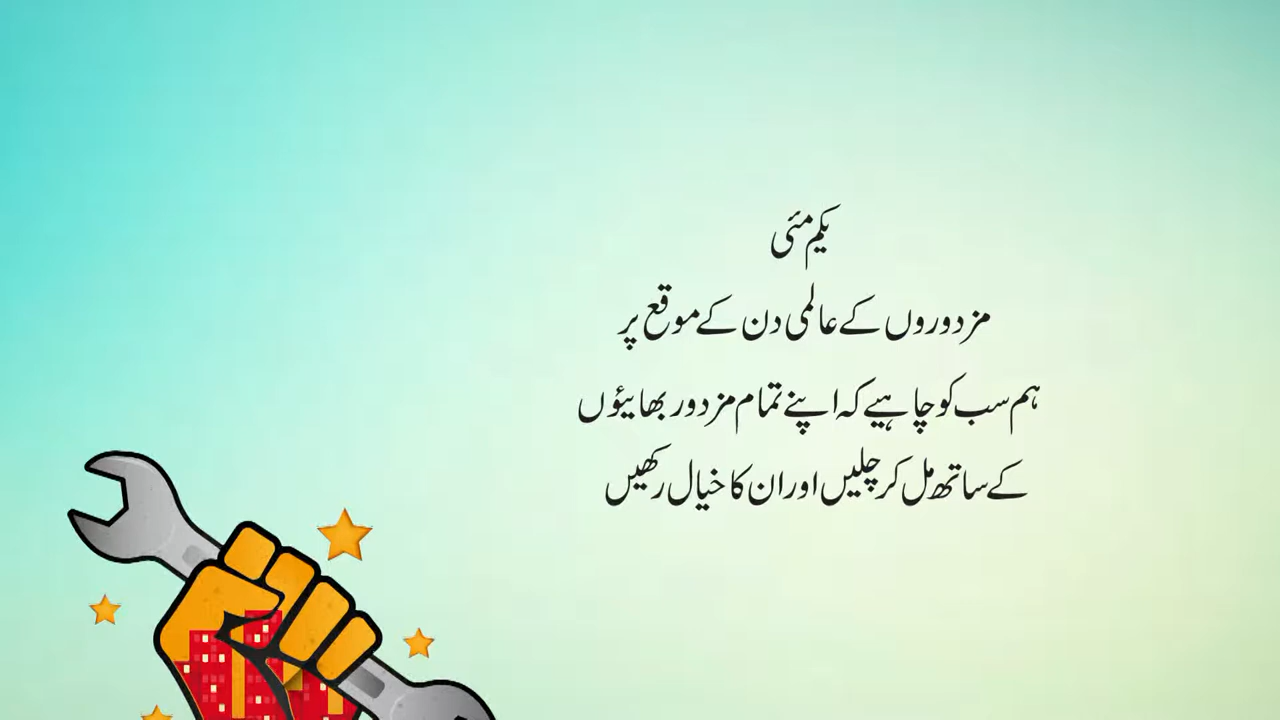 یکم مئی
مزدوروں کے عالمی دن کے موقع پر
ہم سب کو چاہیے کہ اپنے تمام مزدور بھایئوں
کے ساتھ مل کر چلیں اور ان کا خیال رکھیں